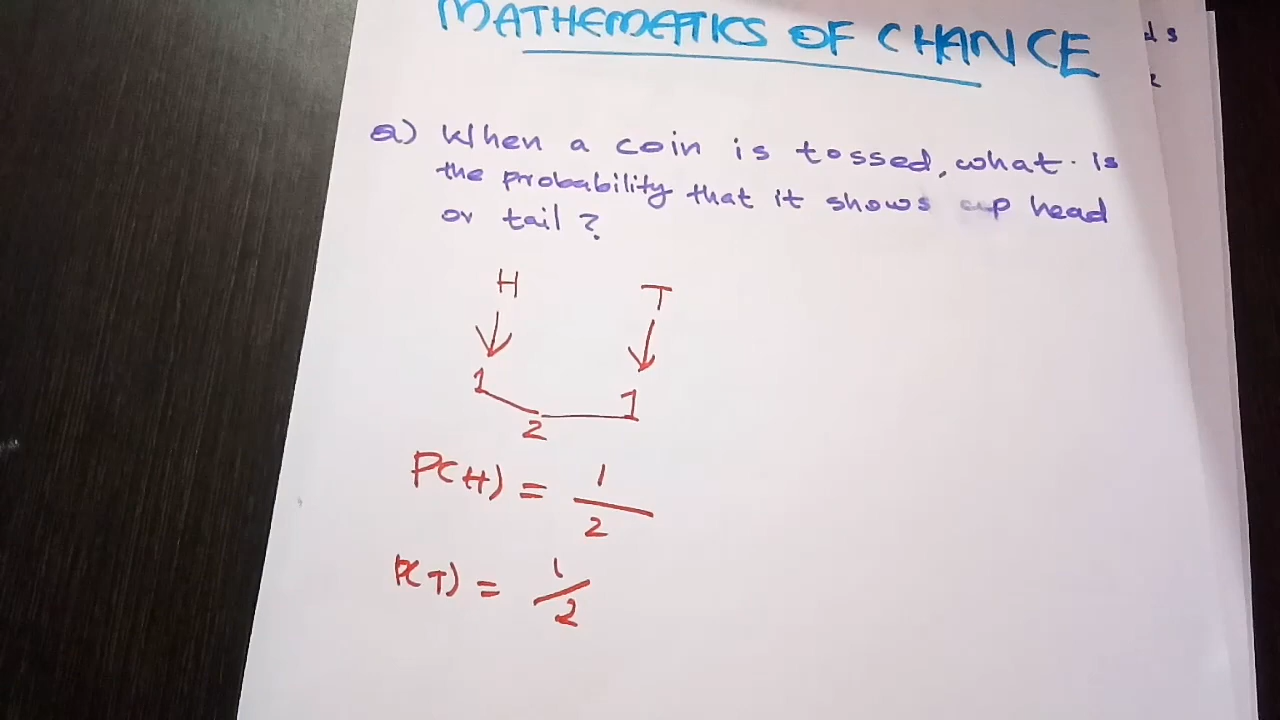 MATHEMATICS OF CHANCE
a) When a coin is tossed, what is
the probability that it shows up head
or tail?
H T
1 1
2
P(H) = 1/2
P(T) = 1/2